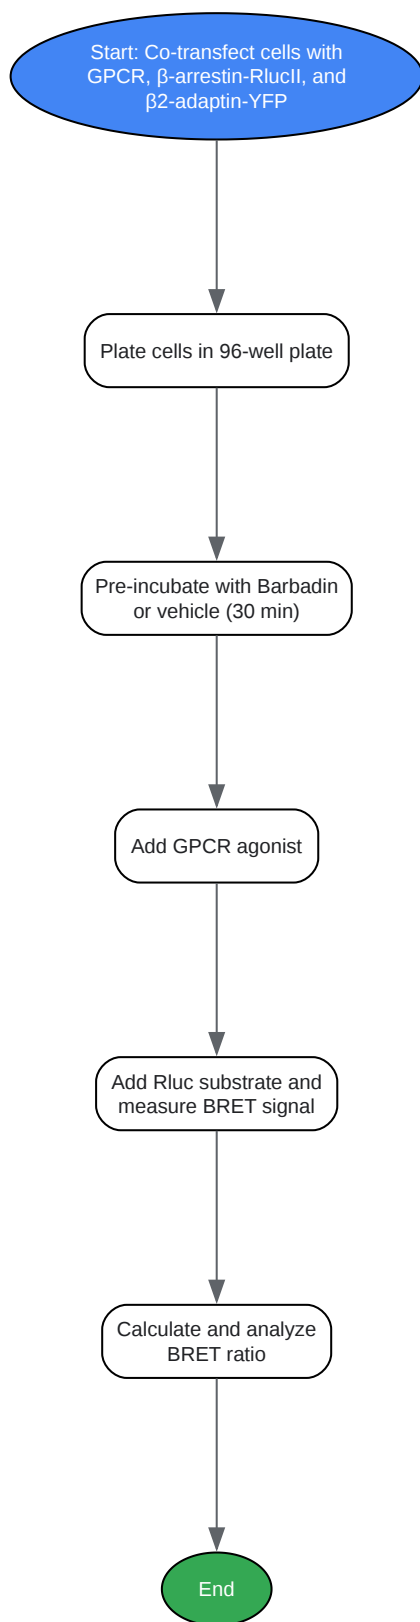 Start: Co-transfect cells with
GPCR, β-arrestin-RlucII, and
β2-adaptin-YFP
Plate cells in 96-well plate
Pre-incubate with Barbadin
or vehicle (30 min)
Add GPCR agonist
Add Rluc substrate and
measure BRET signal
Calculate and analyze
BRET ratio
End